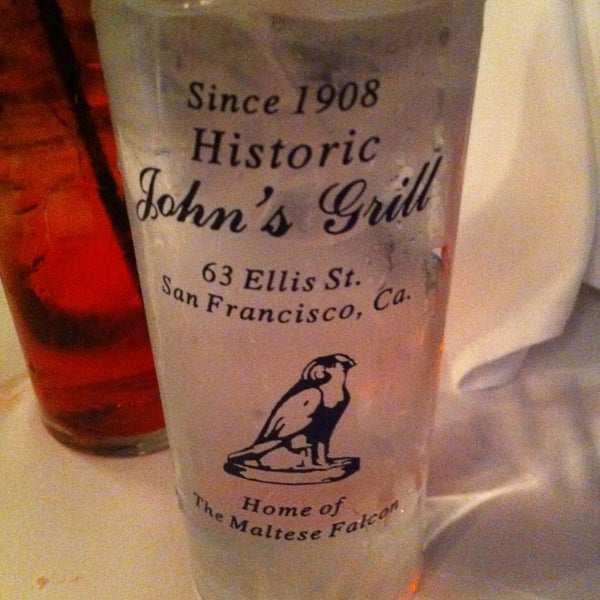 Since 1908
Historic
John's Grill
63 Ellis St.
San Francisco, Ca.
Home of
The Maltese Falcon